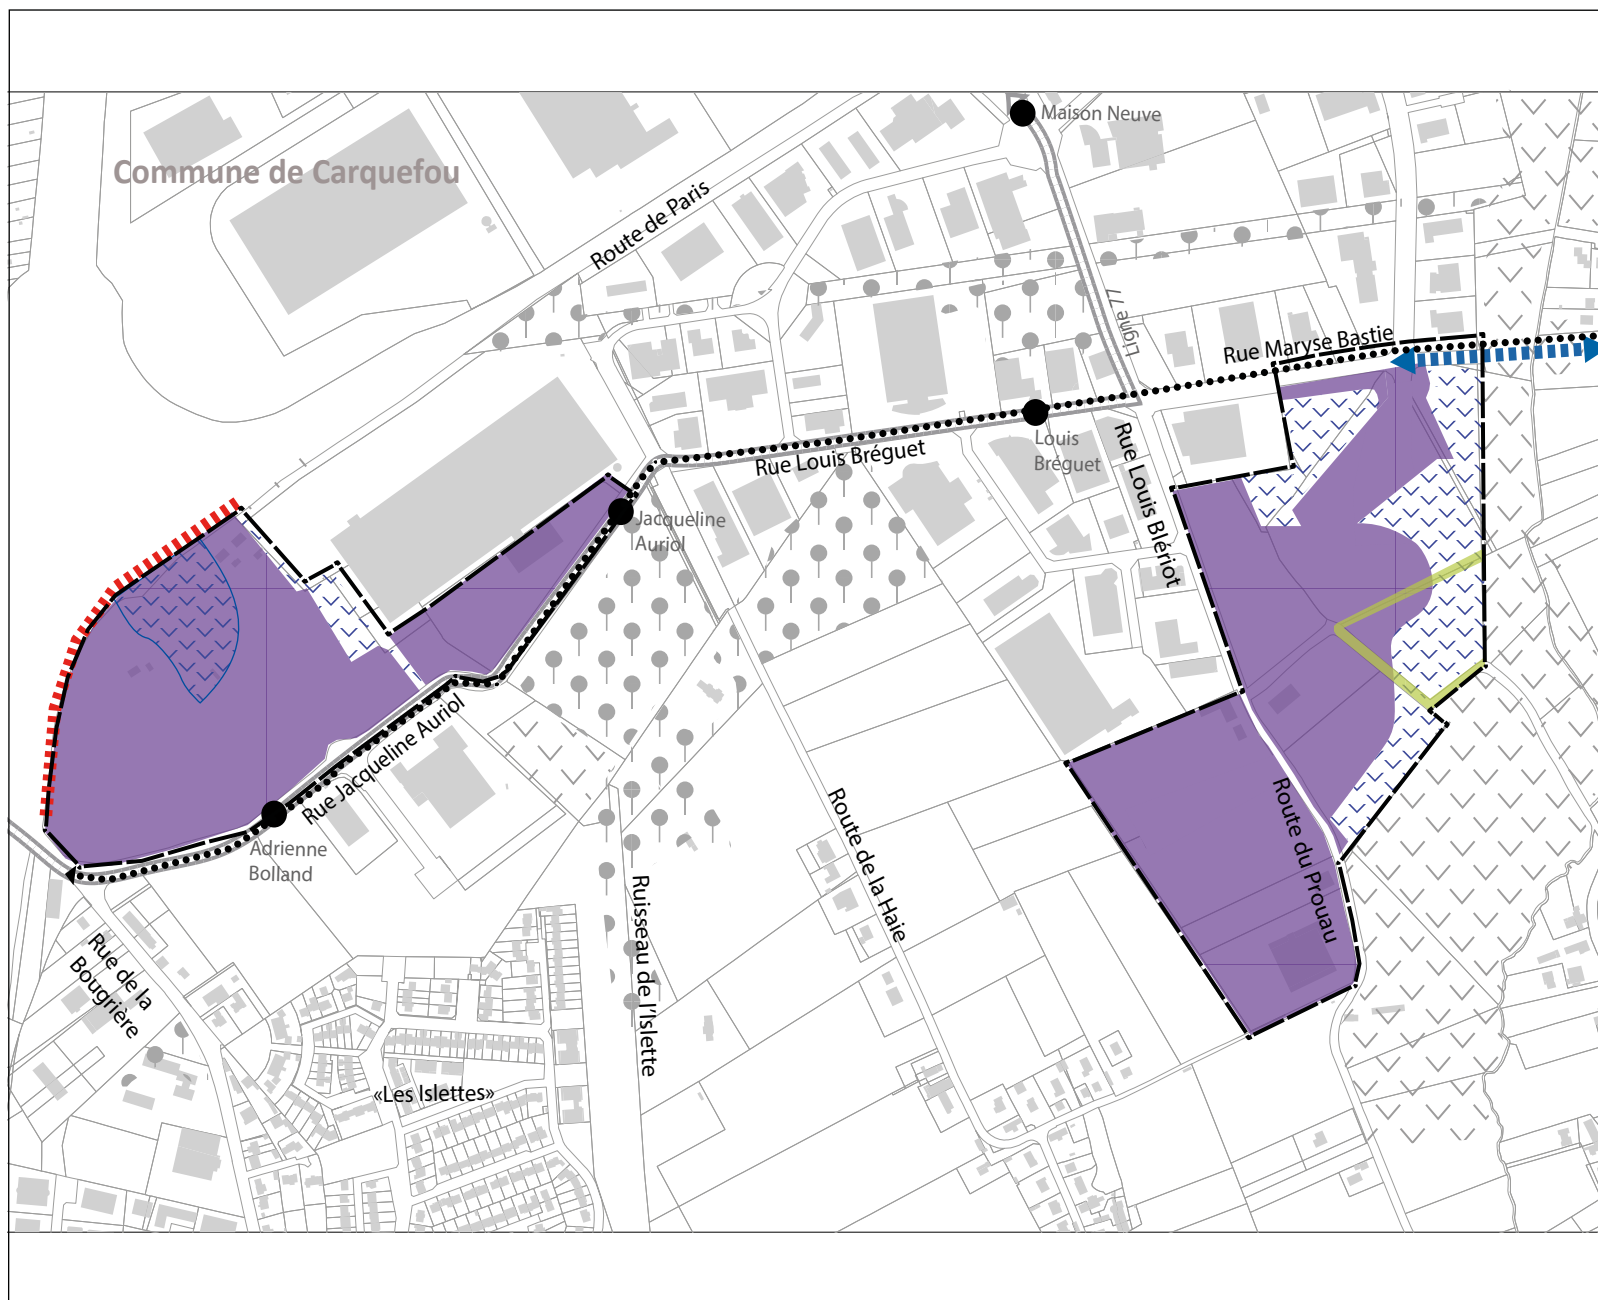 Maison Neuve
Commune de Carquefou
Route de Paris
Ligne 77
Rue Maryse Bastie
Louis
Bréguet
Rue Louis Bréguet
Rue Louis Blériot
Jacqueline
Auriol
Rue Jacqueline Auriol
Adrienne
Bolland
Route de la Haie
Route du Prouau
Ruisseau de l'Islette
Rue de la
Bougrière
«Les Islettes»